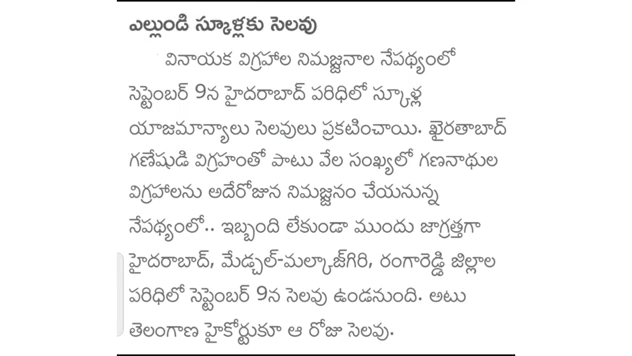 ఎల్లుండి స్కూళ్లకు సెలవు
వినాయక విగ్రహాల నిమజ్జనాల నేపథ్యంలో
సెప్టెంబర్ 9న హైదరాబాద్ పరిధిలో స్కూళ్ల
యాజమాన్యాలు సెలవులు ప్రకటించాయి. ఖైరతాబాద్
గణేషుడి విగ్రహంతో పాటు వేల సంఖ్యలో గణనాథుల
విగ్రహాలను అదేరోజున నిమజ్జనం చేయనున్న
నేపథ్యంలో.. ఇబ్బంది లేకుండా ముందు జాగ్రత్తగా
హైదరాబాద్, మేడ్చల్-మల్కాజ్‌గిరి, రంగారెడ్డి జిల్లాల
పరిధిలో సెప్టెంబర్ 9న సెలవు ఉండనుంది. అటు
తెలంగాణ హైకోర్టుకూ ఆ రోజు సెలవు.